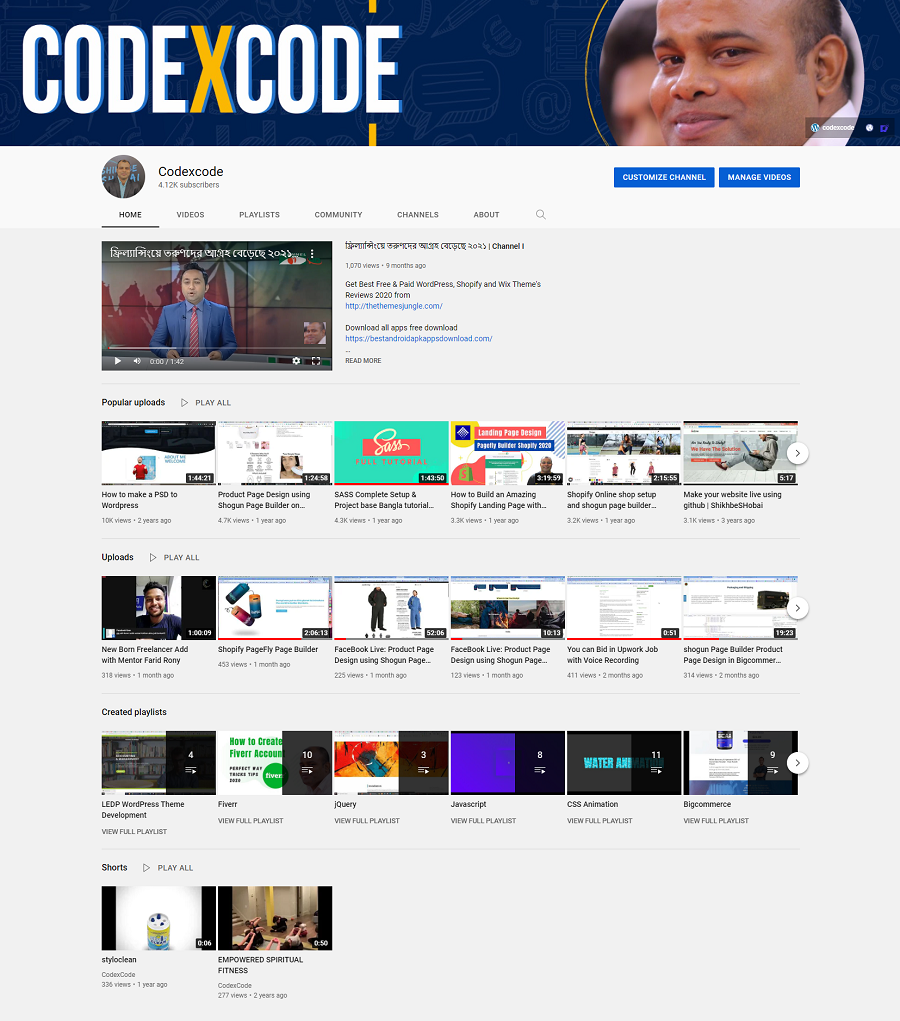 CODEXCODE
codexcode
Codexcode
4.12K subscribers
CUSTOMIZE CHANNEL
MANAGE VIDEOS
HOME
VIDEOS
PLAYLISTS
COMMUNITY
CHANNELS
ABOUT
ফ্রিল্যান্সিংয়ে তরুণদের আগ্রহ বেড়েছে ২০২১
0:00 / 1:42
ফ্রিল্যান্সিংয়ে তরুণদের আগ্রহ বেড়েছে ২০২১ | Channel I
1,070 views • 9 months ago
Get Best Free & Paid WordPress, Shopify and Wix Theme's
Reviews 2020 from
http://thethemesjungle.com/
Download all apps free download
https://bestandroidapkappsdownload.com/
...
READ MORE
Popular uploads
PLAY ALL
ABOUT ME
WELCOME
1:44:21
How to make a PSD to
Wordpress
10K views • 2 years ago
1:24:58
Product Page Design using
Shogun Page Builder on...
4.7K views • 1 year ago
Sass
FULL TUTORIAL
1:43:50
SASS Complete Setup &
Project base Bangla tutorial...
4.3K views • 1 year ago
Landing Page Design
Pagefly Builder Shopify 2020
3:19:59
How to Build an Amazing
Shopify Landing Page with...
3.3K views • 1 year ago
2:15:55
Shopify Online shop setup
and shogun page builder...
3.2K views • 1 year ago
We Have The Solution
5:17
Make your website live using
github | ShikhbeSHobai
3.1K views • 3 years ago
Uploads
PLAY ALL
1:00:09
New Born Freelancer Add
with Mentor Farid Rony
318 views • 1 month ago
2:06:13
Shopify PageFly Page Builder
453 views • 1 month ago
52:06
FaceBook Live: Product Page
Design using Shogun Page...
225 views • 1 month ago
10:13
FaceBook Live: Product Page
Design using Shogun Page...
123 views • 1 month ago
0:51
You can Bid in Upwork Job
with Voice Recording
411 views • 2 months ago
19:23
shogun Page Builder Product
Page Design in Bigcommer...
314 views • 2 months ago
Created playlists
4
LEDP WordPress Theme
Development
VIEW FULL PLAYLIST
How to Create
Fiverr Accoun
PERFECT WAY
TRICKS TIPS
2020
fiverr
10
Fiverr
VIEW FULL PLAYLIST
3
jQuery
VIEW FULL PLAYLIST
8
Javascript
VIEW FULL PLAYLIST
WATER ANIMATION
11
CSS Animation
VIEW FULL PLAYLIST
9
Bigcommerce
VIEW FULL PLAYLIST
Shorts
PLAY ALL
0:06
styloclean
CodexCode
336 views • 1 year ago
0:50
EMPOWERED SPIRITUAL
FITNESS
CodexCode
277 views • 2 years ago